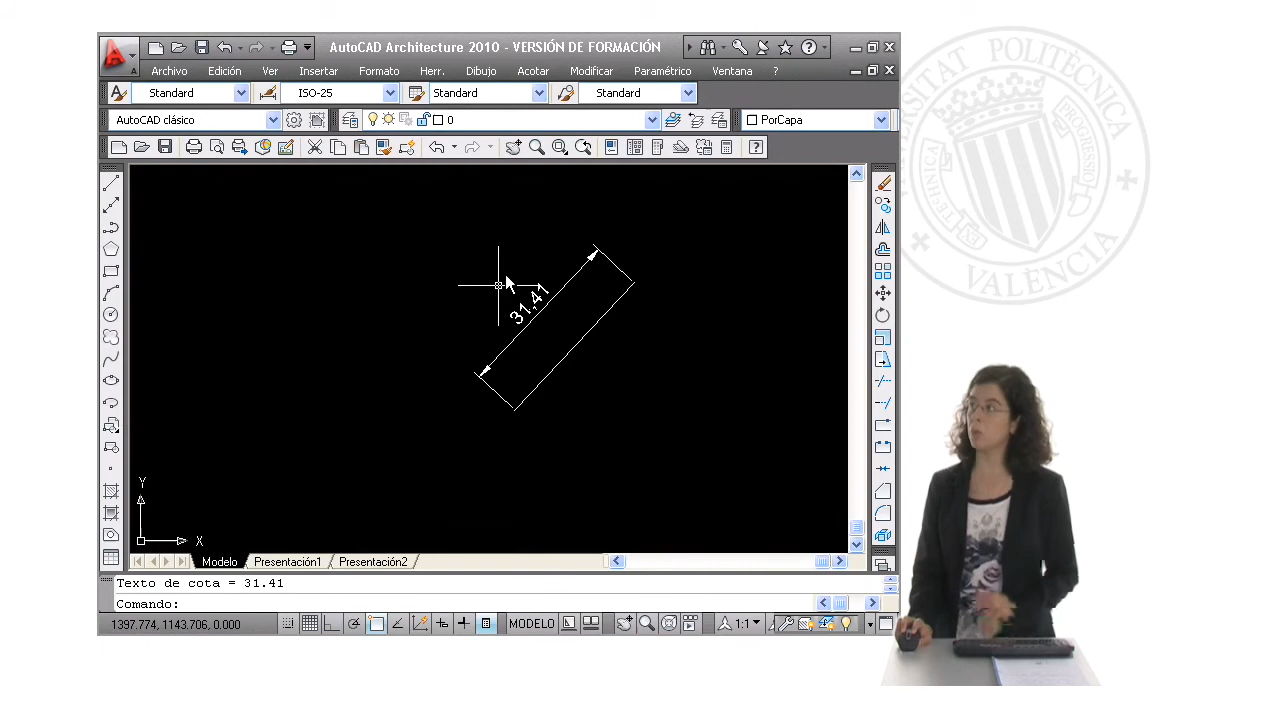 AutoCAD Architecture 2010 - VERSIÓN DE FORMACIÓN
Archivo Edición Ver Insertar Formato Herr. Dibujo Acotar Modificar Paramétrico Ventana ?
Standard ISO-25 Standard Standard
AutoCAD clásico 0 PorCapa
31,41
Y
X
Modelo Presentación1 Presentación2
Texto de cota = 31.41
Comando:
1397.774, 1143.706, 0.000 MODELO 1:1
POLITÈCNICA
VALÈNCIA